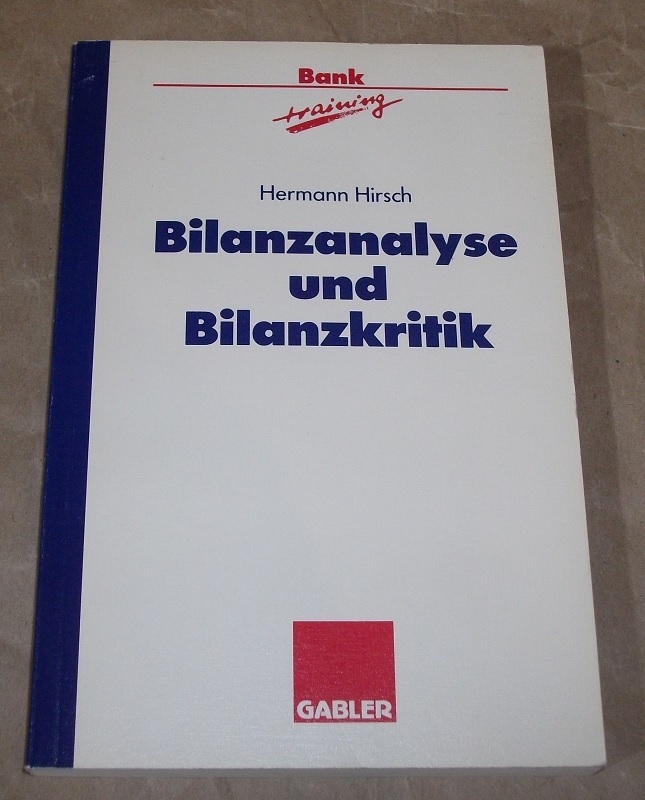 Bank
training
Hermann Hirsch
Bilanzanalyse
und
Bilanzkritik
GABLER